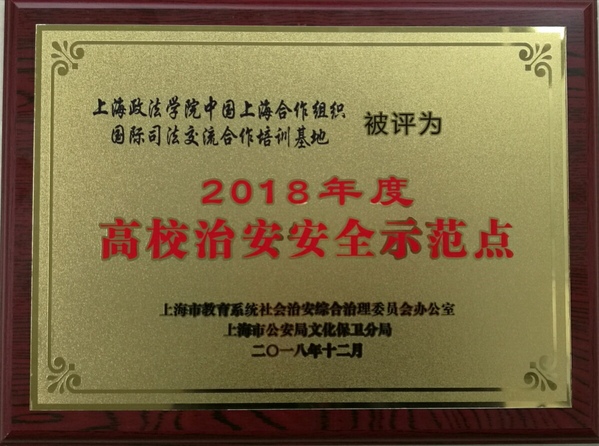 上海政法学院中国上海合作组织
国际司法交流合作培训基地 被评为
2018年度
高校治安安全示范点
上海市教育系统社会治安综合治理委员会办公室
上海市公安局文化保卫分局
二〇一八年十二月